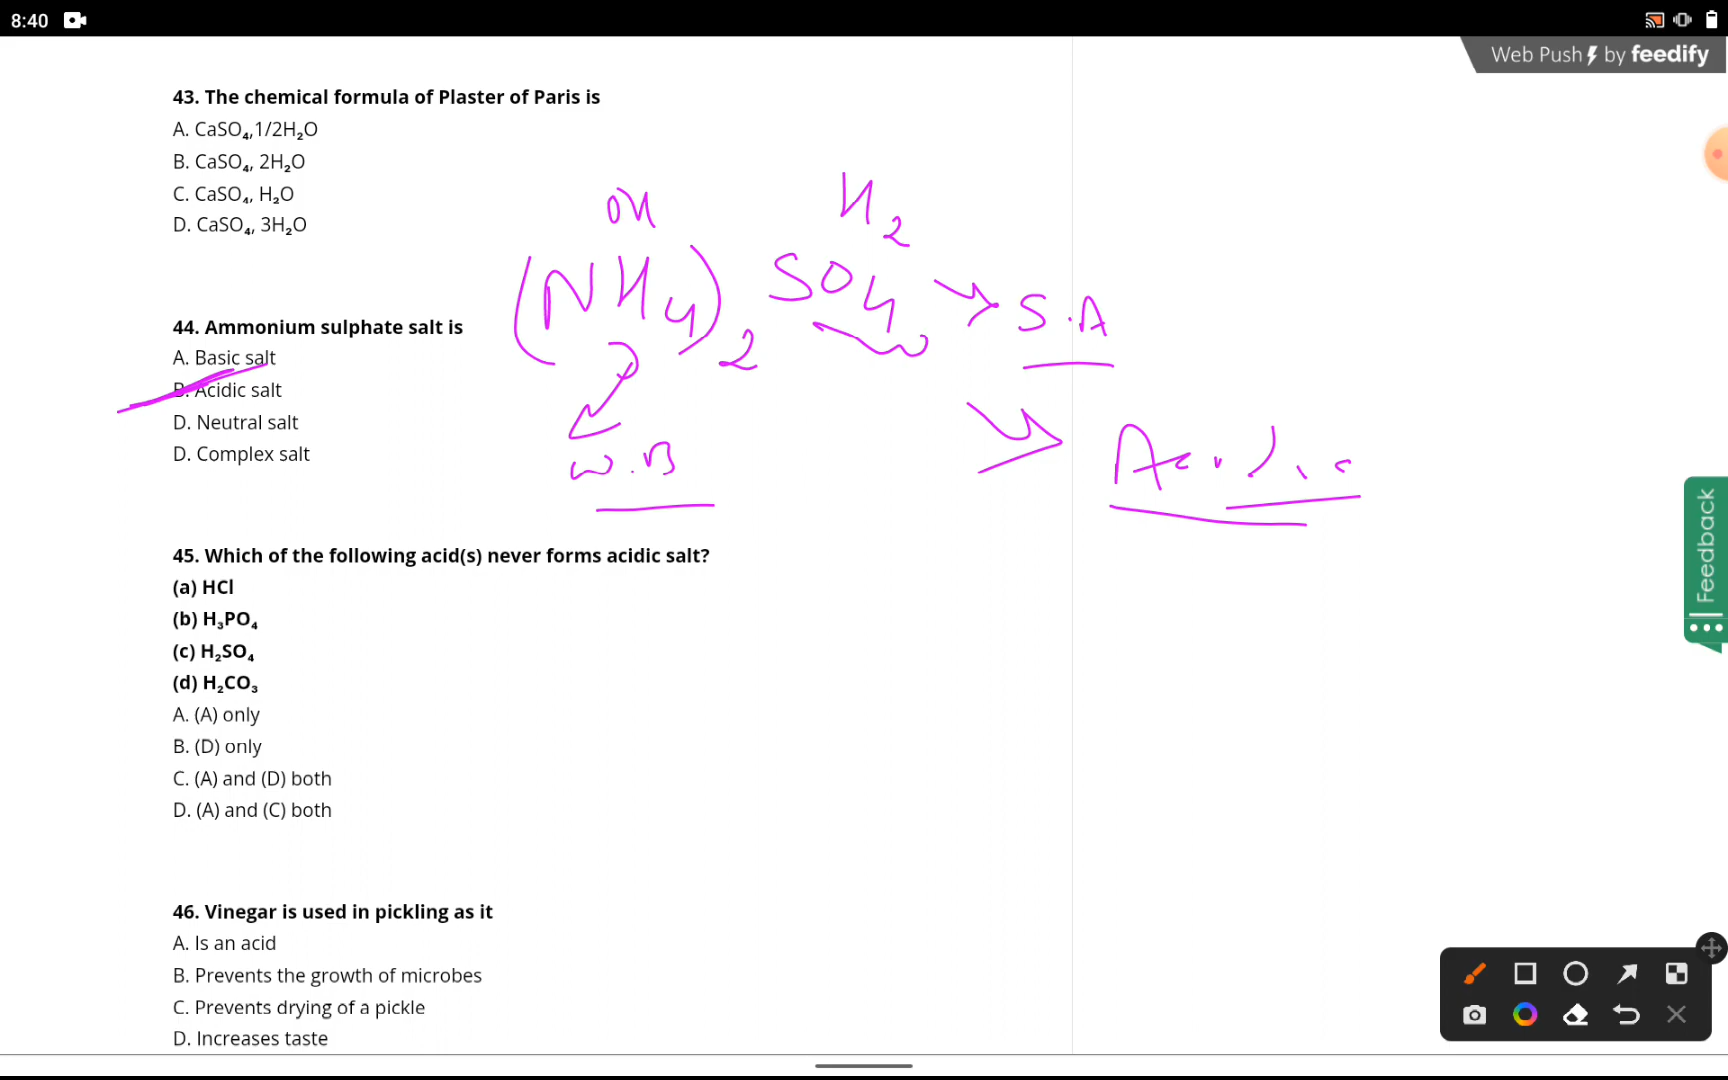 8:40
Web Push by feedify
43. The chemical formula of Plaster of Paris is
A. CaSO₄,1/2H₂O
B. CaSO₄, 2H₂O
C. CaSO₄, H₂O
D. CaSO₄, 3H₂O
OH
H₂
(NH₄)₂ SO₄ → S.A
44. Ammonium sulphate salt is
A. Basic salt
B. Acidic salt
D. Neutral salt
D. Complex salt
W.B
Acidic
45. Which of the following acid(s) never forms acidic salt?
(a) HCl
(b) H₃PO₄
(c) H₂SO₄
(d) H₂CO₃
A. (A) only
B. (D) only
C. (A) and (D) both
D. (A) and (C) both
Feedback
46. Vinegar is used in pickling as it
A. Is an acid
B. Prevents the growth of microbes
C. Prevents drying of a pickle
D. Increases taste